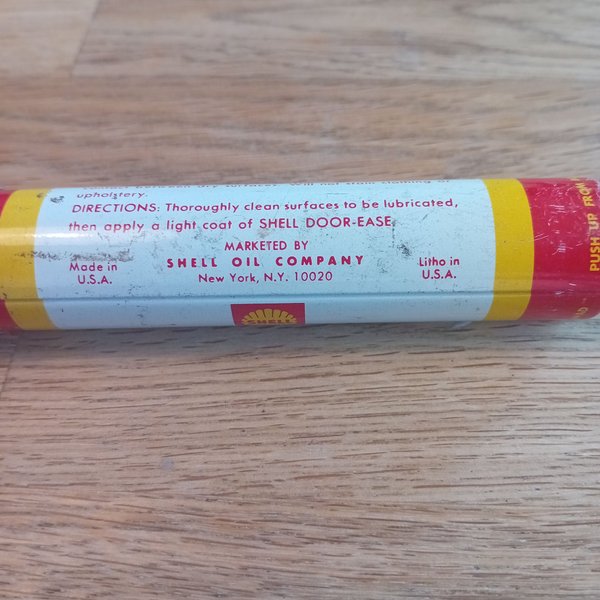 upholstery.
DIRECTIONS: Thoroughly clean surfaces to be lubricated,
then apply a light coat of SHELL DOOR-EASE.
MARKETED BY
SHELL OIL COMPANY
New York, N.Y. 10020
Made in
U.S.A.
Litho in
U.S.A.
SHELL
PUSH UP FROM